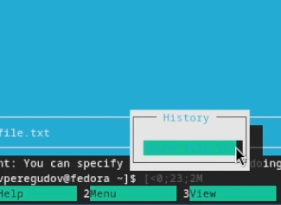 History
file.txt
nt: You can specify
vperegudov@fedora ~]$ [<0;23;2M
Help 2Menu 3View